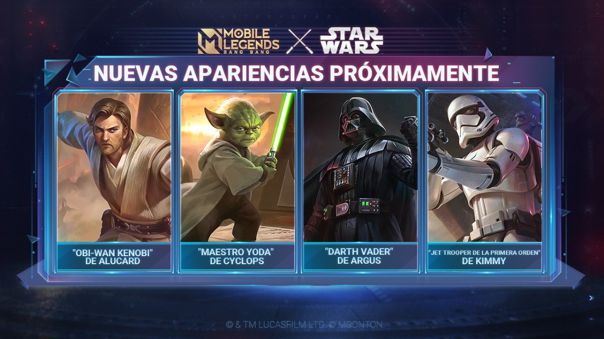 MOBILE
LEGENDS
BANG BANG
STAR
WARS
NUEVAS APARIENCIAS PRÓXIMAMENTE
"OBI-WAN KENOBI"
DE ALUCARD
"MAESTRO YODA"
DE CYCLOPS
"DARTH VADER"
DE ARGUS
"JET TROOPER DE LA PRIMERA ORDEN"
DE KIMMY
© & TM LUCASFILM LTD. © MOONTON